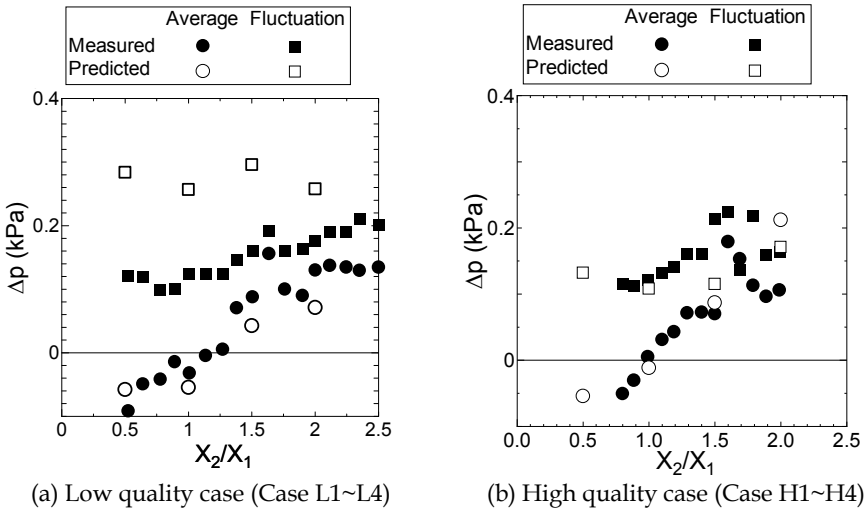 Average Fluctuation
Measured
Predicted
0.4
0.2
0
Δp (kPa)
0 0.5 1.0 1.5 2.0 2.5
X2/X1
(a) Low quality case (Case L1~L4)
Average Fluctuation
Measured
Predicted
0.4
0.2
0
Δp (kPa)
0.0 0.5 1.0 1.5 2.0 2.5
X2/X1
(b) High quality case (Case H1~H4)